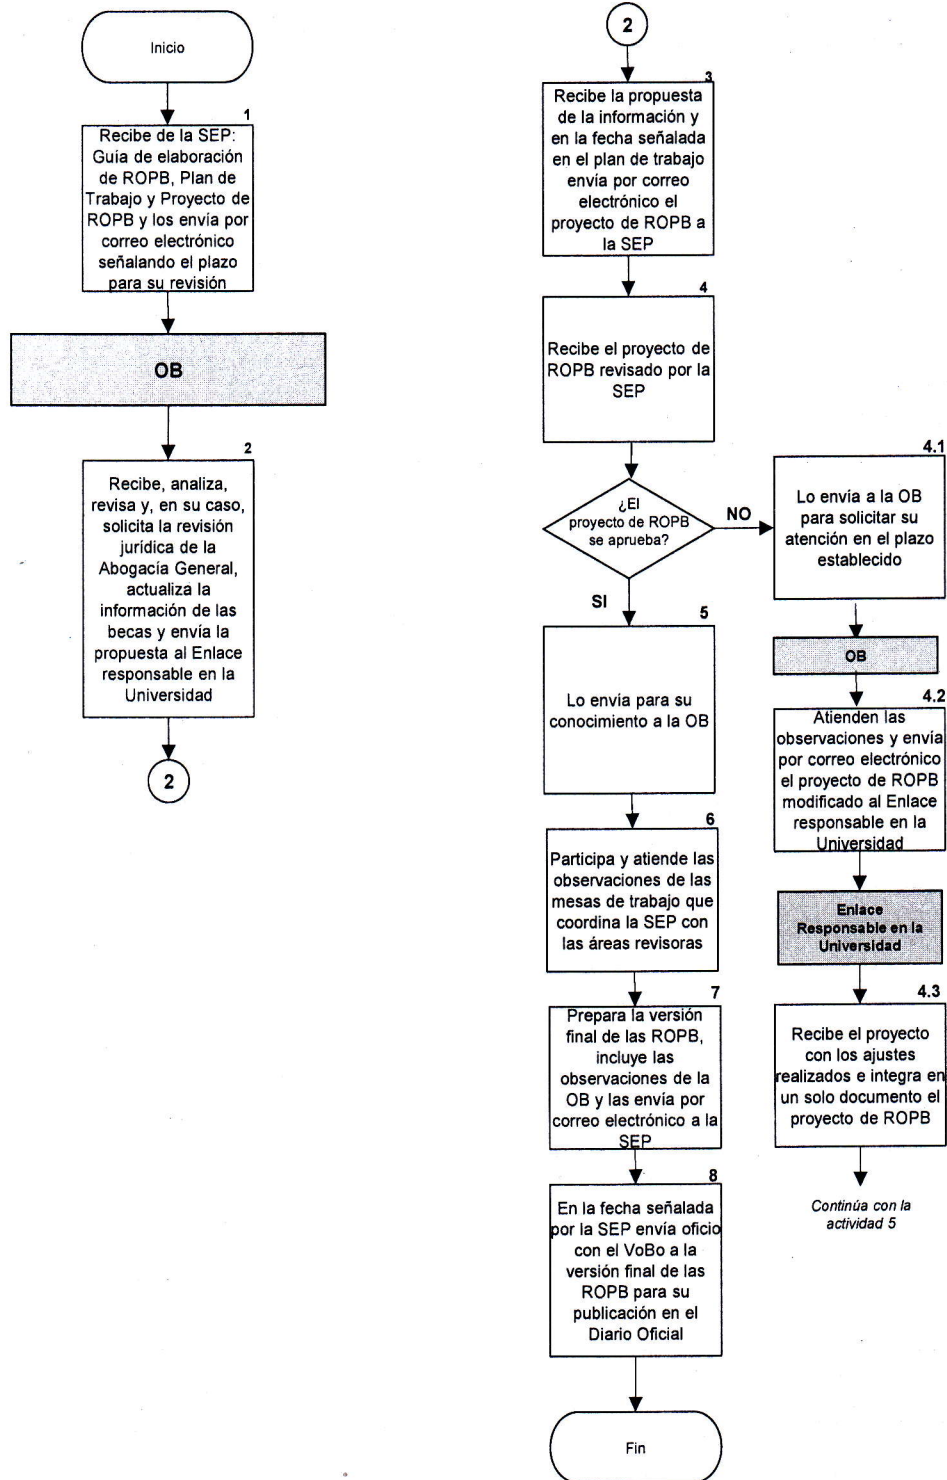 Inicio
1
Recibe de la SEP:
Guía de elaboración
de ROPB, Plan de
Trabajo y Proyecto de
ROPB y los envía por
correo electrónico
señalando el plazo
para su revisión
OB
2
Recibe, analiza,
revisa y, en su caso,
solicita la revisión
jurídica de la
Abogacía General,
actualiza la
información de las
becas y envía la
propuesta al Enlace
responsable en la
Universidad
2
2
3
Recibe la propuesta
de la información y
en la fecha señalada
en el plan de trabajo
envía por correo
electrónico el
proyecto de ROPB a
la SEP
4
Recibe el proyecto de
ROPB revisado por la
SEP
¿El
proyecto de ROPB
se aprueba?
NO
SI
4.1
Lo envía a la OB
para solicitar su
atención en el plazo
establecido
OB
4.2
Atienden las
observaciones y envía
por correo electrónico
el proyecto de ROPB
modificado al Enlace
responsable en la
Universidad
Enlace
Responsable en la
Universidad
4.3
Recibe el proyecto
con los ajustes
realizados e integra en
un solo documento el
proyecto de ROPB
Continúa con la
actividad 5
5
Lo envía para su
conocimiento a la OB
6
Participa y atiende las
observaciones de las
mesas de trabajo que
coordina la SEP con
las áreas revisoras
7
Prepara la versión
final de las ROPB,
incluye las
observaciones de la
OB y las envía por
correo electrónico a la
SEP
8
En la fecha señalada
por la SEP envía oficio
con el VoBo a la
versión final de las
ROPB para su
publicación en el
Diario Oficial
Fin